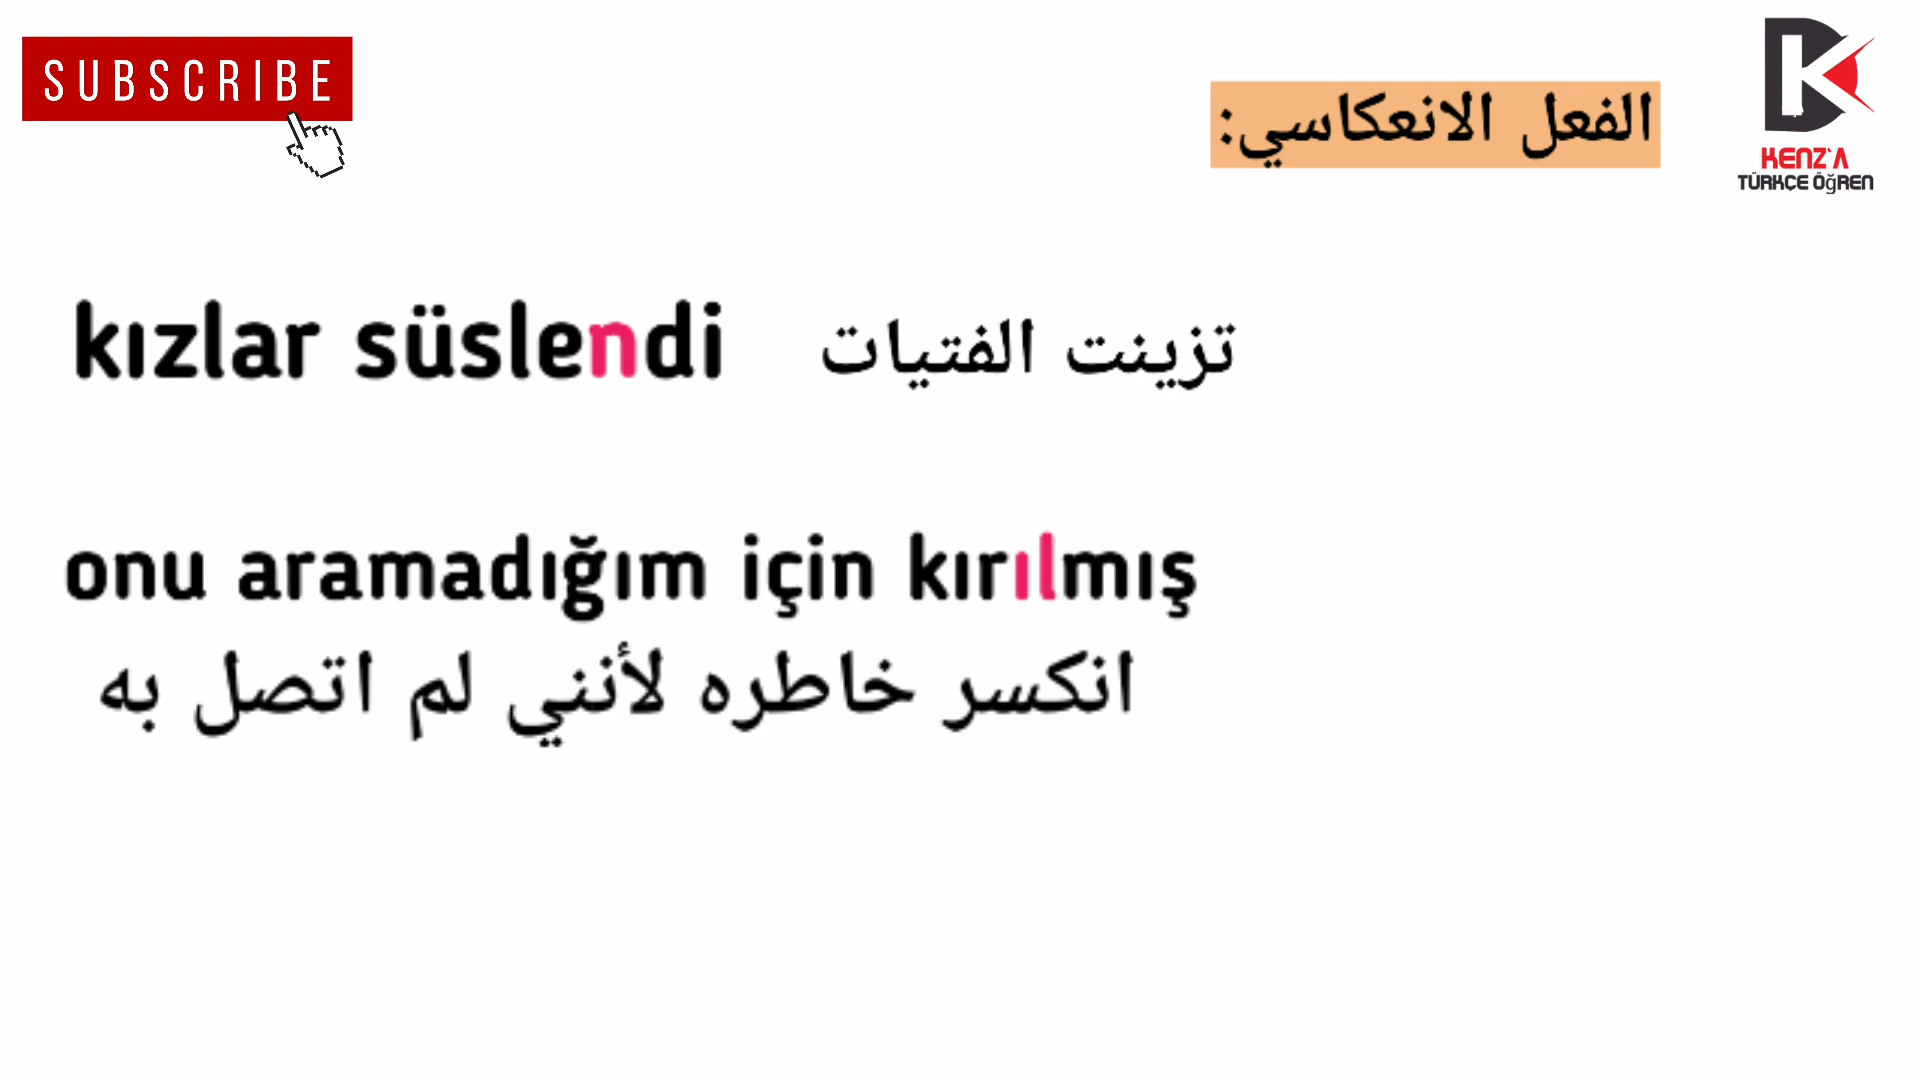 SUBSCRIBE
الفعل الانعكاسي:
KENZ'A
TÜRKÇE ÖĞREN
kızlar süslendi تزينت الفتيات
onu aramadığım için kırılmış
انكسر خاطره لأنني لم اتصل به